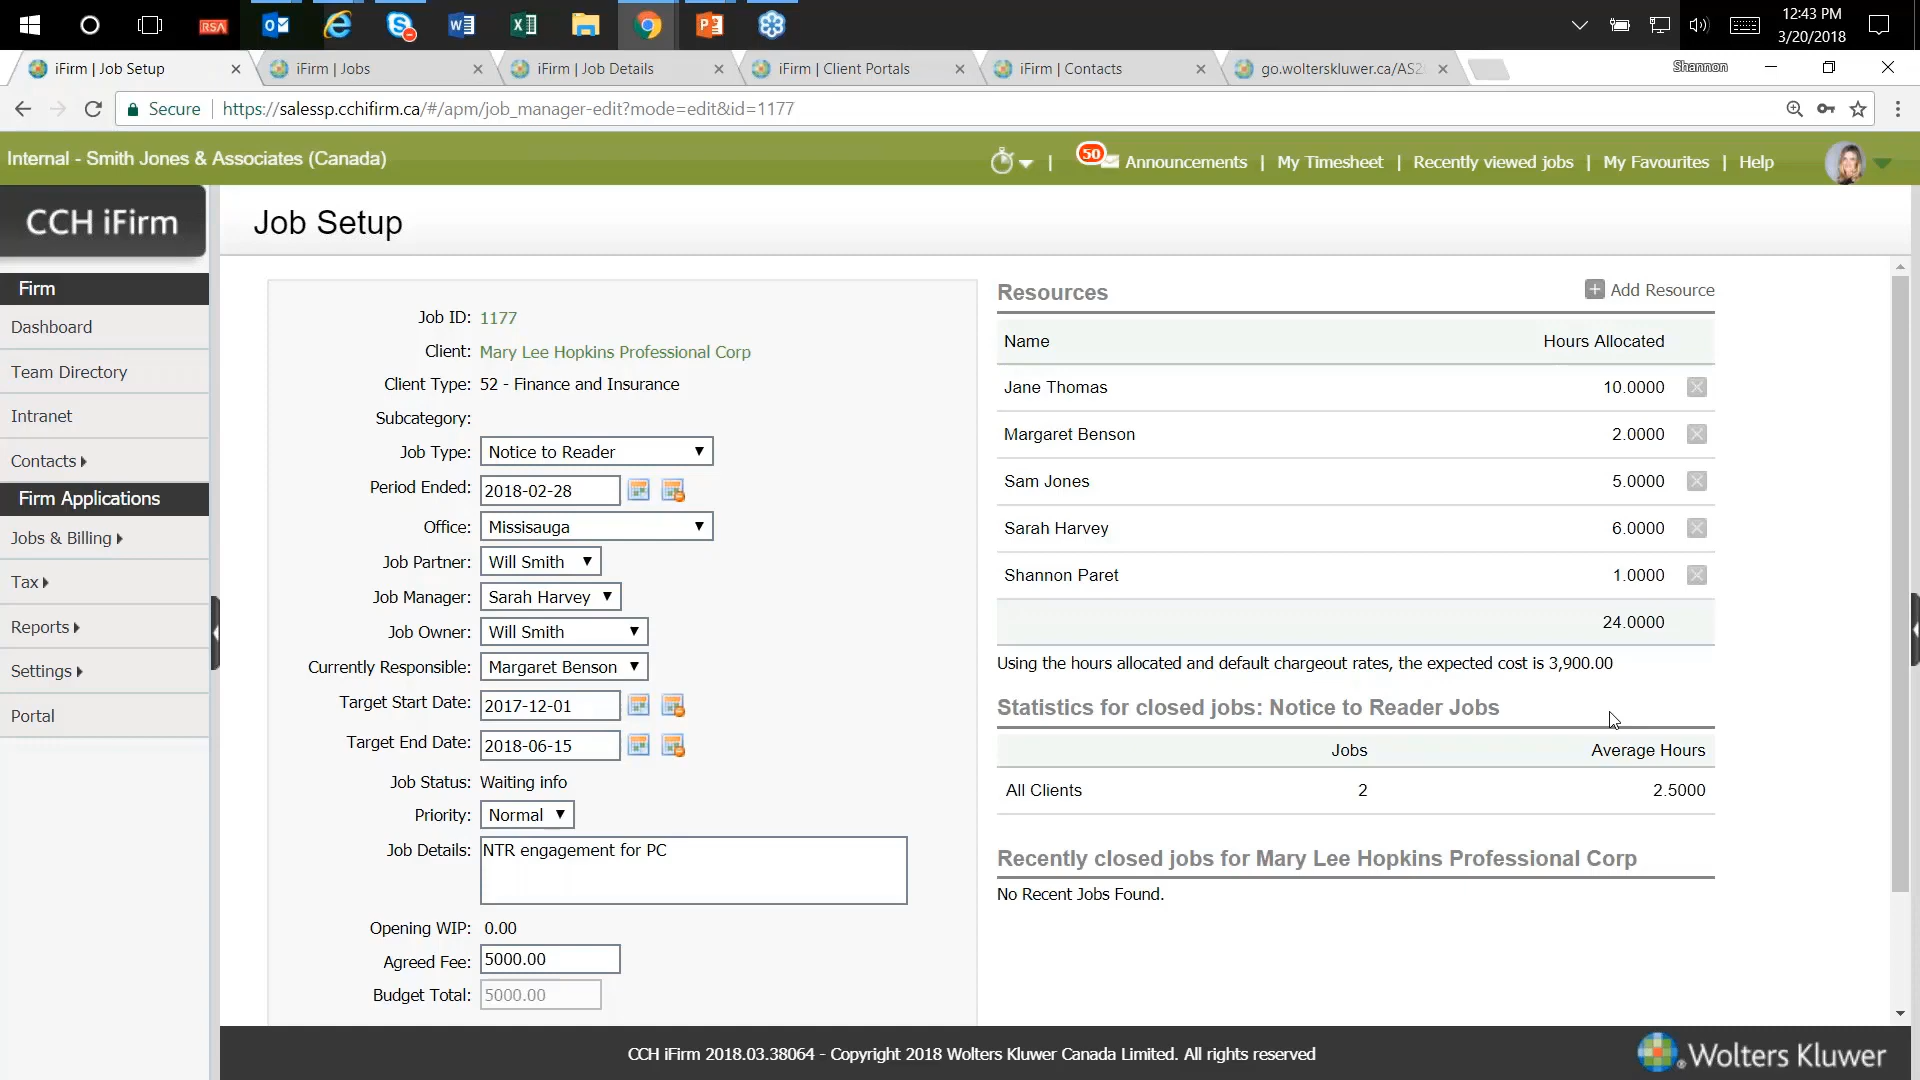 RSA
12:43 PM
3/20/2018
iFirm | Job Setup
iFirm | Jobs
iFirm | Job Details
iFirm | Client Portals
iFirm | Contacts
go.wolterskluwer.ca/AS2
Shannon
Secure
https://salessp.cchifirm.ca/#/apm/job_manager-edit?mode=edit&id=1177
Internal - Smith Jones & Associates (Canada)
50
Announcements | My Timesheet | Recently viewed jobs | My Favourites | Help
CCH iFirm
Job Setup
Firm
Dashboard
Team Directory
Intranet
Contacts
Firm Applications
Jobs & Billing
Tax
Reports
Settings
Portal
Job ID: 1177
Client: Mary Lee Hopkins Professional Corp
Client Type: 52 - Finance and Insurance
Subcategory:
Job Type: Notice to Reader
Period Ended: 2018-02-28
Office: Missisauga
Job Partner: Will Smith
Job Manager: Sarah Harvey
Job Owner: Will Smith
Currently Responsible: Margaret Benson
Target Start Date: 2017-12-01
Target End Date: 2018-06-15
Job Status: Waiting info
Priority: Normal
Job Details: NTR engagement for PC
Opening WIP: 0.00
Agreed Fee: 5000.00
Budget Total: 5000.00
Resources
Add Resource
Name Hours Allocated
Jane Thomas 10.0000
Margaret Benson 2.0000
Sam Jones 5.0000
Sarah Harvey 6.0000
Shannon Paret 1.0000
24.0000
Using the hours allocated and default chargeout rates, the expected cost is 3,900.00
Statistics for closed jobs: Notice to Reader Jobs
Jobs Average Hours
All Clients 2 2.5000
Recently closed jobs for Mary Lee Hopkins Professional Corp
No Recent Jobs Found.
CCH iFirm 2018.03.38064 - Copyright 2018 Wolters Kluwer Canada Limited. All rights reserved
Wolters Kluwer